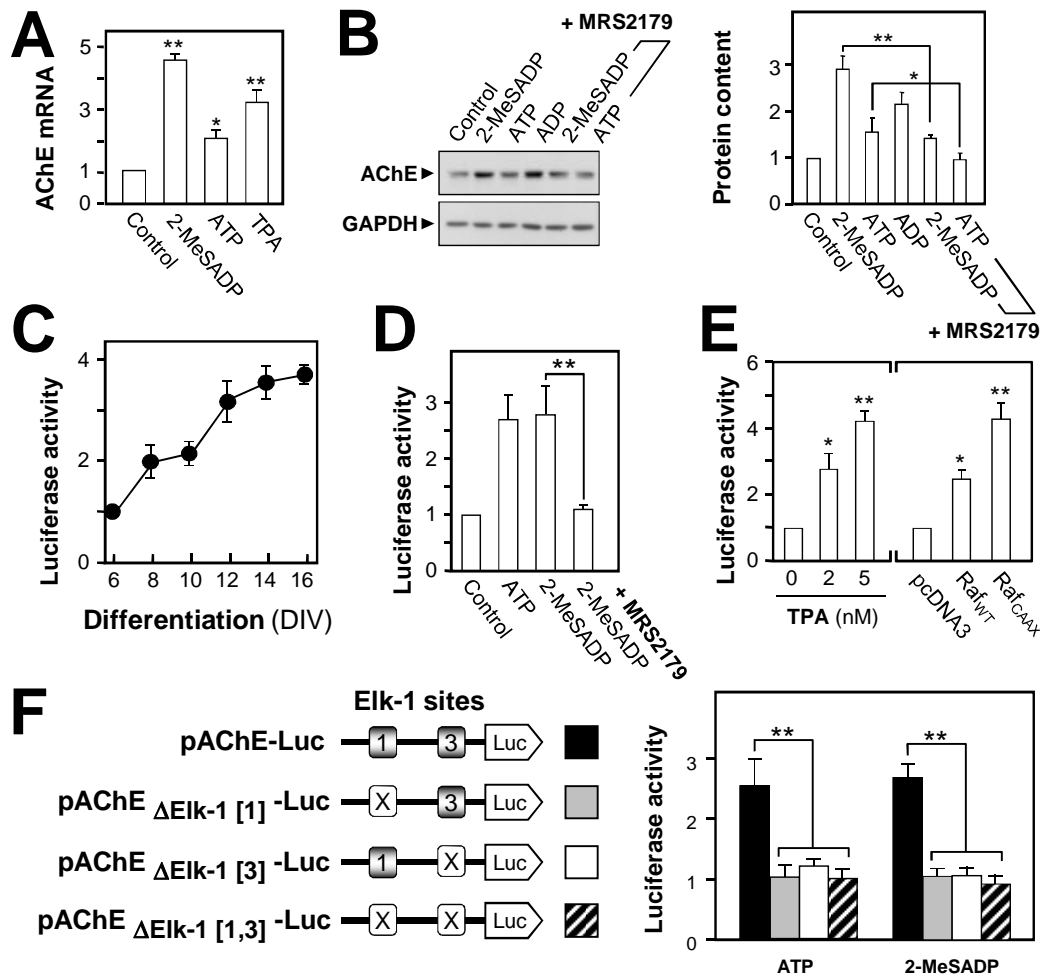 A
AChE mRNA
5
3
1
0
**
*
**
Control
2-MeSADP
ATP
TPA
B
+ MRS2179
Control
2-MeSADP
ATP
ADP
2-MeSADP
ATP
AChE
GAPDH
Protein content
3
2
1
0
**
*
Control
2-MeSADP
ATP
ADP
2-MeSADP
ATP
+ MRS2179
C
Luciferase activity
4
2
0
6 8 10 12 14 16
Differentiation (DIV)
D
Luciferase activity
3
2
1
0
**
Control
ATP
2-MeSADP
2-MeSADP
+ MRS2179
E
Luciferase activity
6
4
2
0
*
**
*
**
0 2 5
TPA (nM)
pcDNA3
RafWT
RafCAAX
F
Elk-1 sites
pAChE-Luc 1 3 Luc
pAChE ΔElk-1 [1] -Luc X 3 Luc
pAChE ΔElk-1 [3] -Luc 1 X Luc
pAChE ΔElk-1 [1,3] -Luc X X Luc
Luciferase activity
3
2
1
0
**
**
ATP
2-MeSADP